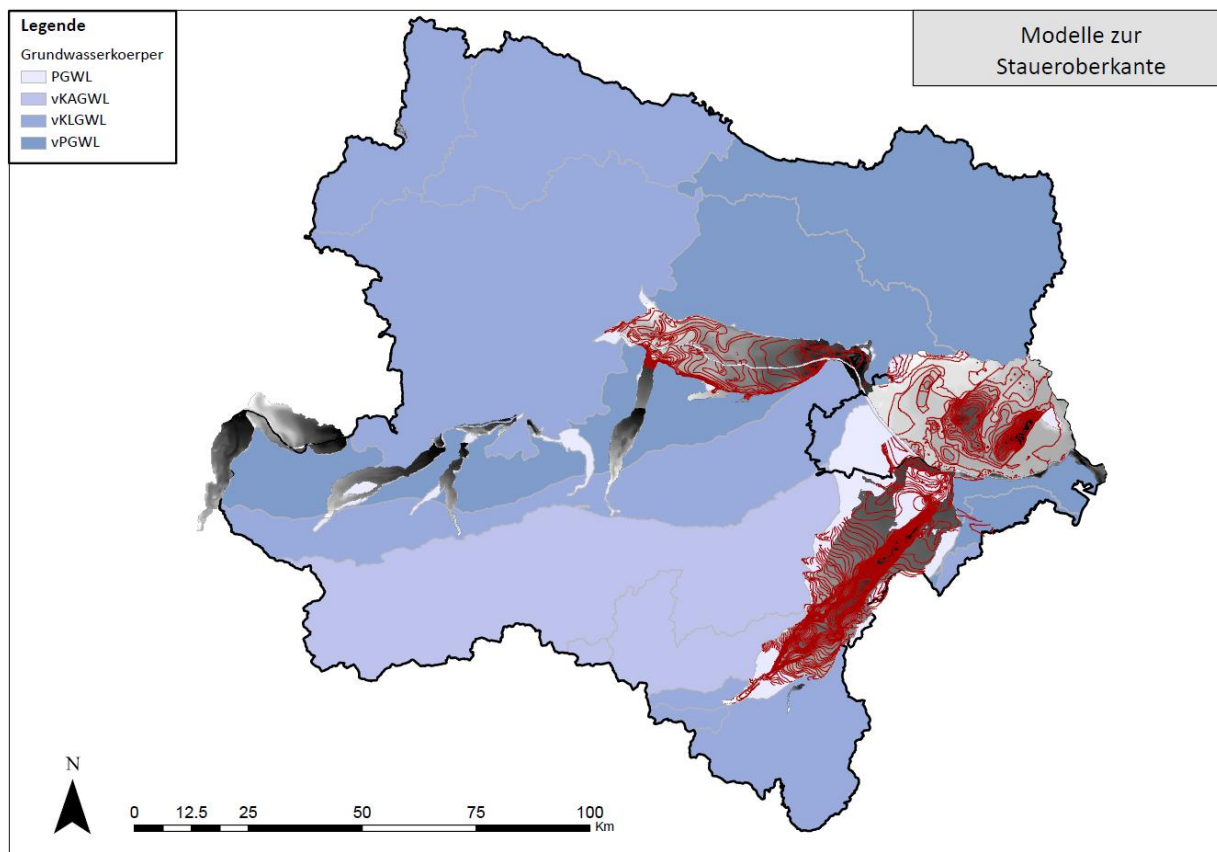 Legende
Grundwasserkoerper
PGWL
vKAGWL
vKLGWL
vPGWL
Modelle zur
Staueroberkante
N
0 12.5 25 50 75 100
Km